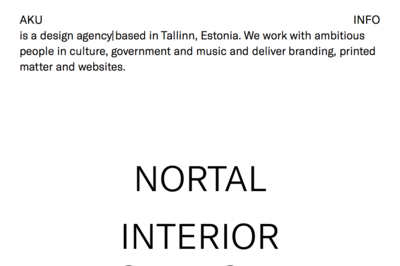 AKU INFO
is a design agency based in Tallinn, Estonia. We work with ambitious
people in culture, government and music and deliver branding, printed
matter and websites.
NORTAL
INTERIOR